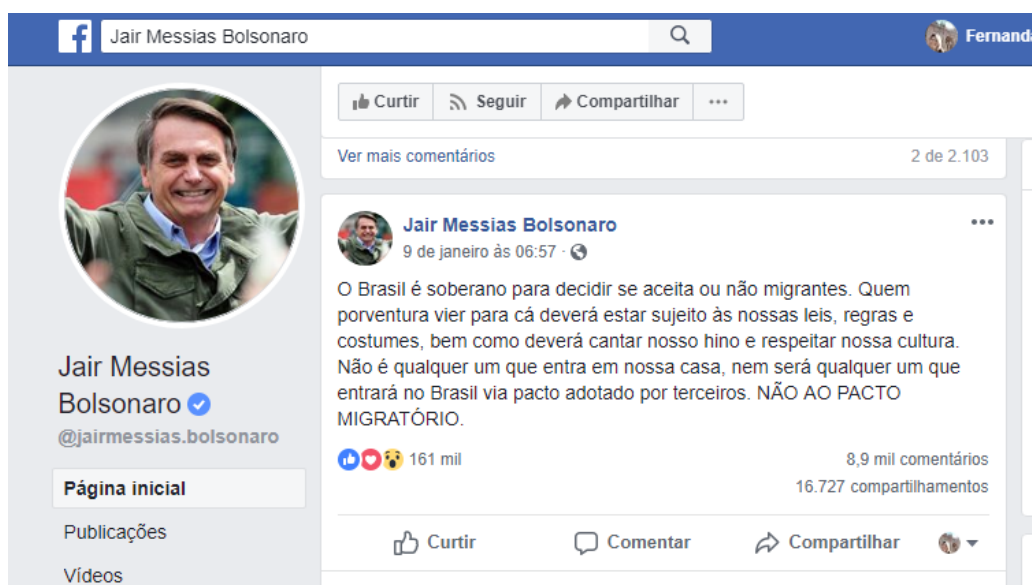 f
Jair Messias Bolsonaro
Fernanda
Curtir
Seguir
Compartilhar
Ver mais comentários
2 de 2.103
Jair Messias Bolsonaro
9 de janeiro às 06:57 ·
O Brasil é soberano para decidir se aceita ou não migrantes. Quem
porventura vier para cá deverá estar sujeito às nossas leis, regras e
costumes, bem como deverá cantar nosso hino e respeitar nossa cultura.
Não é qualquer um que entra em nossa casa, nem será qualquer um que
entrará no Brasil via pacto adotado por terceiros. NÃO AO PACTO
MIGRATÓRIO.
161 mil
8,9 mil comentários
16.727 compartilhamentos
Curtir
Comentar
Compartilhar
Jair Messias
Bolsonaro
@jairmessias.bolsonaro
Página inicial
Publicações
Vídeos